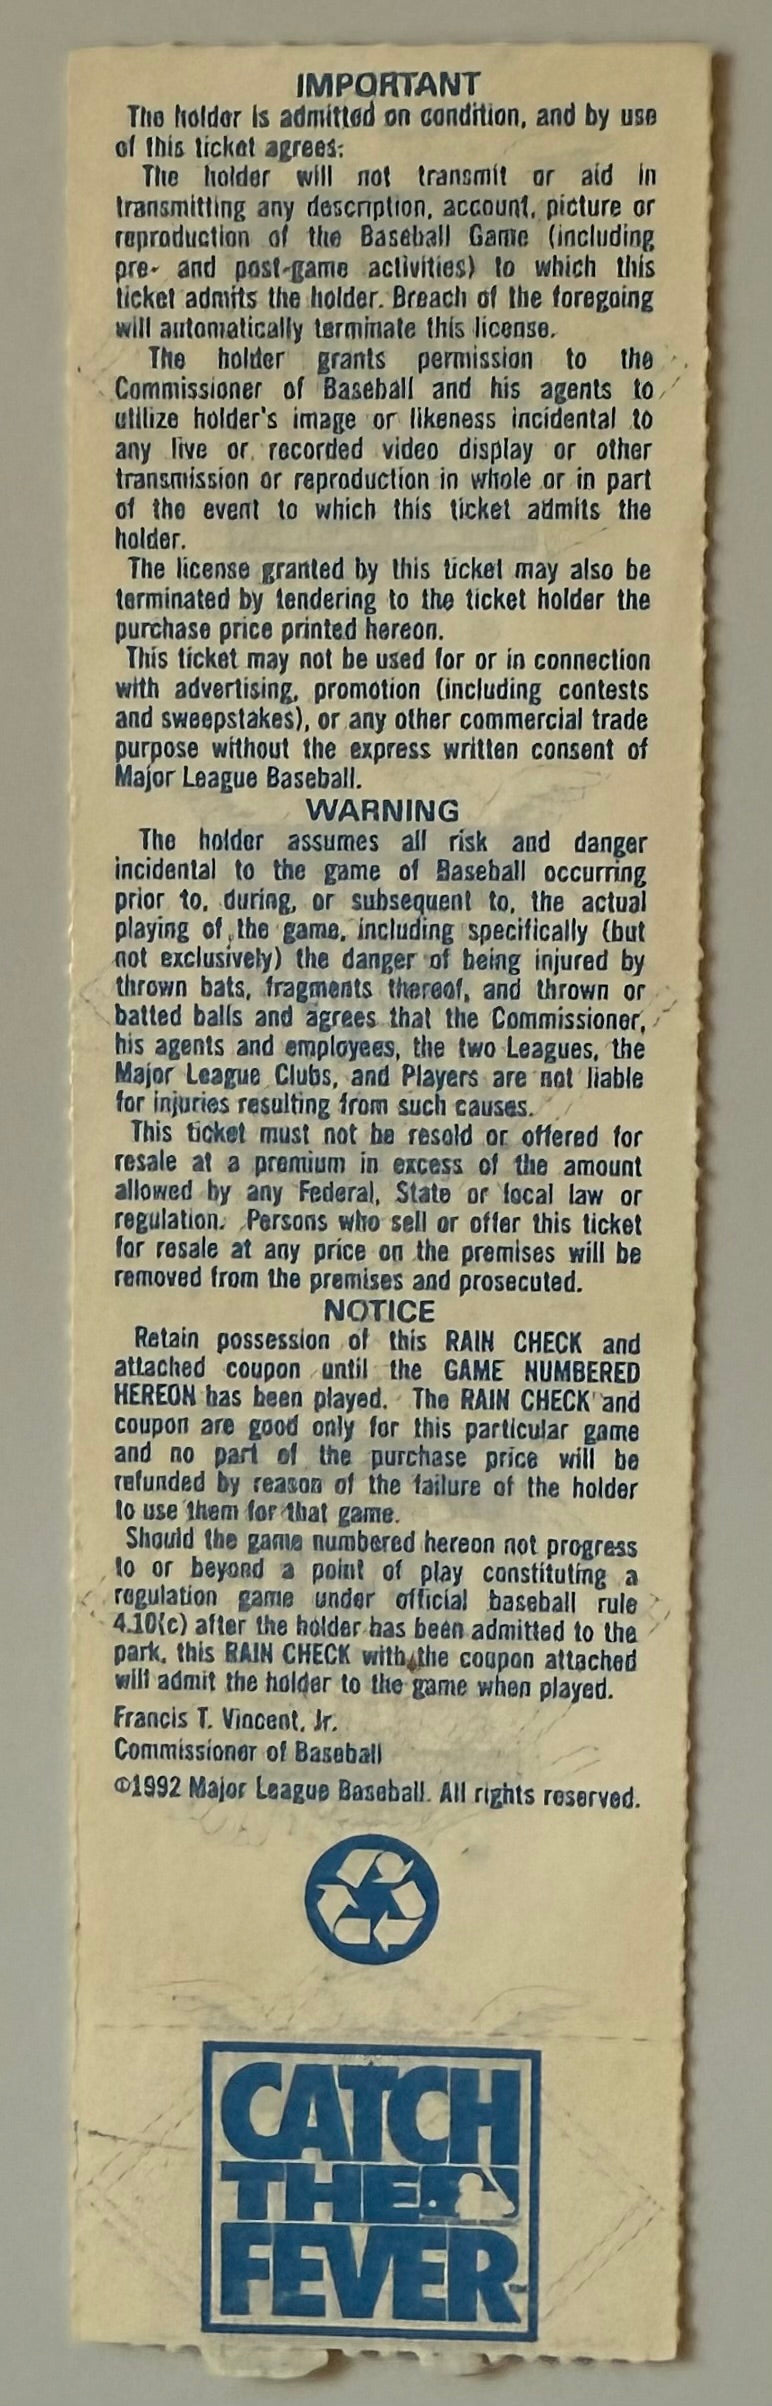 IMPORTANT
The holder is admitted on condition, and by use
of this ticket agrees:
The holder will not transmit or aid in
transmitting any description, account, picture or
reproduction of the Baseball Game (including
pre- and post-game activities) to which this
ticket admits the holder. Breach of the foregoing
will automatically terminate this license.
The holder grants permission to the
Commissioner of Baseball and his agents to
utilize holder's image or likeness incidental to
any live or recorded video display or other
transmission or reproduction in whole or in part
of the event to which this ticket admits the
holder.
The license granted by this ticket may also be
terminated by tendering to the ticket holder the
purchase price printed hereon.
This ticket may not be used for or in connection
with advertising, promotion (including contests
and sweepstakes), or any other commercial trade
purpose without the express written consent of
Major League Baseball.
WARNING
The holder assumes all risk and danger
incidental to the game of Baseball occurring
prior to, during, or subsequent to, the actual
playing of the game, including specifically (but
not exclusively) the danger of being injured by
thrown bats, fragments thereof, and thrown or
batted balls and agrees that the Commissioner,
his agents and employees, the two Leagues, the
Major League Clubs, and Players are not liable
for injuries resulting from such causes.
This ticket must not be resold or offered for
resale at a premium in excess of the amount
allowed by any Federal, State or local law or
regulation. Persons who sell or offer this ticket
for resale at any price on the premises will be
removed from the premises and prosecuted.
NOTICE
Retain possession of this RAIN CHECK and
attached coupon until the GAME NUMBERED
HEREON has been played. The RAIN CHECK and
coupon are good only for this particular game
and no part of the purchase price will be
refunded by reason of the failure of the holder
to use them for that game.
Should the game numbered hereon not progress
to or beyond a point of play constituting a
regulation game under official baseball rule
4.10(c) after the holder has been admitted to the
park, this RAIN CHECK with the coupon attached
will admit the holder to the game when played.
Francis T. Vincent, Jr.
Commissioner of Baseball
©1992 Major League Baseball. All rights reserved.
CATCH
THE
FEVER